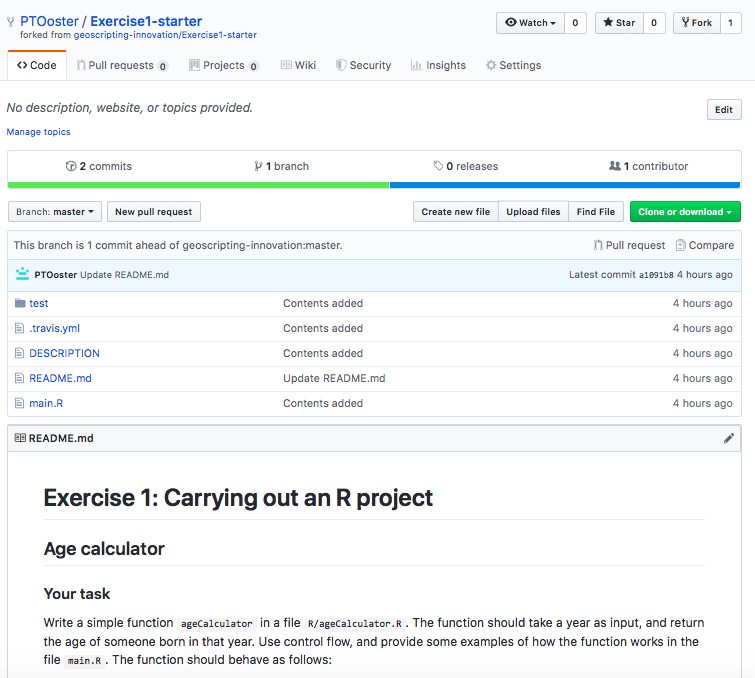 PTOoster / Exercise1-starter
Watch 0 Star 0 Fork 1
forked from geoscripting-innovation/Exercise1-starter
Code Pull requests 0 Projects 0 Wiki Security Insights Settings
No description, website, or topics provided.
Edit
Manage topics
2 commits 1 branch 0 releases 1 contributor
Branch: master New pull request Create new file Upload files Find File Clone or download
This branch is 1 commit ahead of geoscripting-innovation:master. Pull request Compare
PTOoster Update README.md Latest commit a1091b8 4 hours ago
test Contents added 4 hours ago
.travis.yml Contents added 4 hours ago
DESCRIPTION Contents added 4 hours ago
README.md Update README.md 4 hours ago
main.R Contents added 4 hours ago
README.md
Exercise 1: Carrying out an R project
Age calculator
Your task
Write a simple function ageCalculator in a file R/ageCalculator.R . The function should take a year as input, and return
the age of someone born in that year. Use control flow, and provide some examples of how the function works in the
file main.R . The function should behave as follows: